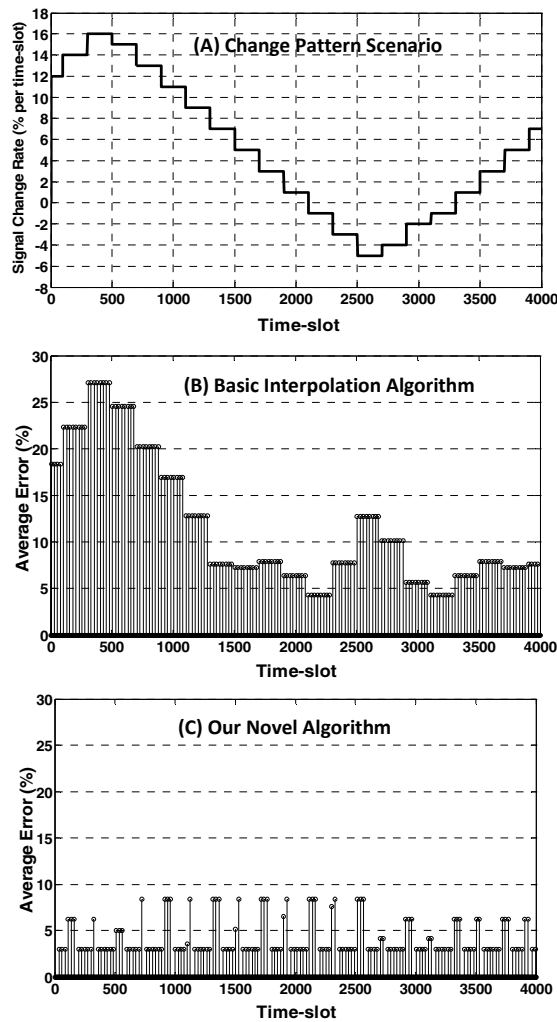 (A) Change Pattern Scenario
Signal Change Rate (% per time-slot)
18
16
14
12
10
8
6
4
2
0
-2
-4
-6
-8
0 500 1000 1500 2000 2500 3000 3500 4000
Time-slot
(B) Basic Interpolation Algorithm
Average Error (%)
30
25
20
15
10
5
0
0 500 1000 1500 2000 2500 3000 3500 4000
Time-slot
(C) Our Novel Algorithm
Average Error (%)
30
25
20
15
10
5
0
0 500 1000 1500 2000 2500 3000 3500 4000
Time-slot